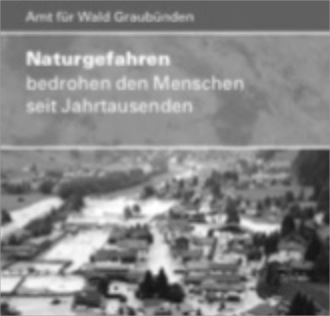 Amt für Wald Graubünden
Naturgefahren
bedrohen den Menschen
seit Jahrtausenden